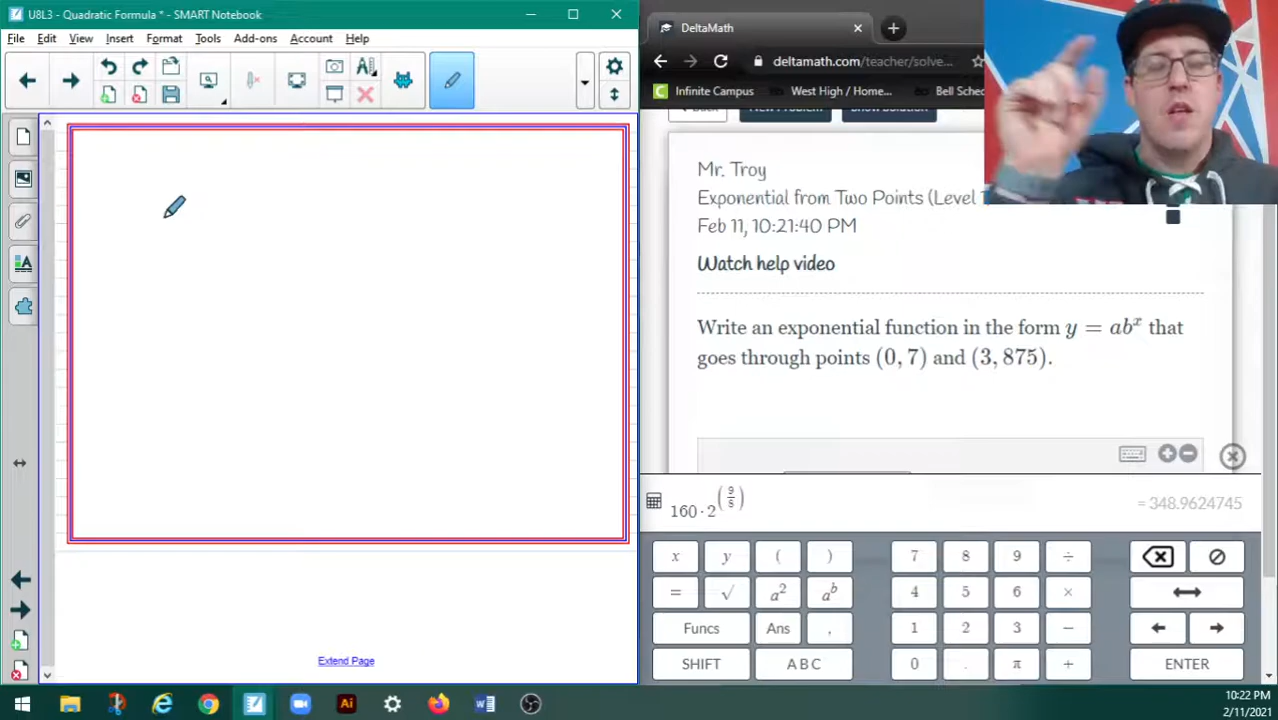 U8L3 - Quadratic Formula * - SMART Notebook
File Edit View Insert Format Tools Add-ons Account Help
Extend Page
DeltaMath
deltamath.com/teacher/solve...
Infinite Campus West High / Home... Bell Sche
Mr. Troy
Exponential from Two Points (Level 1
Feb 11, 10:21:40 PM
Watch help video
Write an exponential function in the form y = ab^x that
goes through points (0, 7) and (3, 875).
160 · 2^(9/5) = 348.9624745
x y ( ) 7 8 9 ÷
= √ a² a^b 4 5 6 ×
Funcs Ans , 1 2 3 −
SHIFT A B C 0 . π + ENTER
10:22 PM
2/11/2021